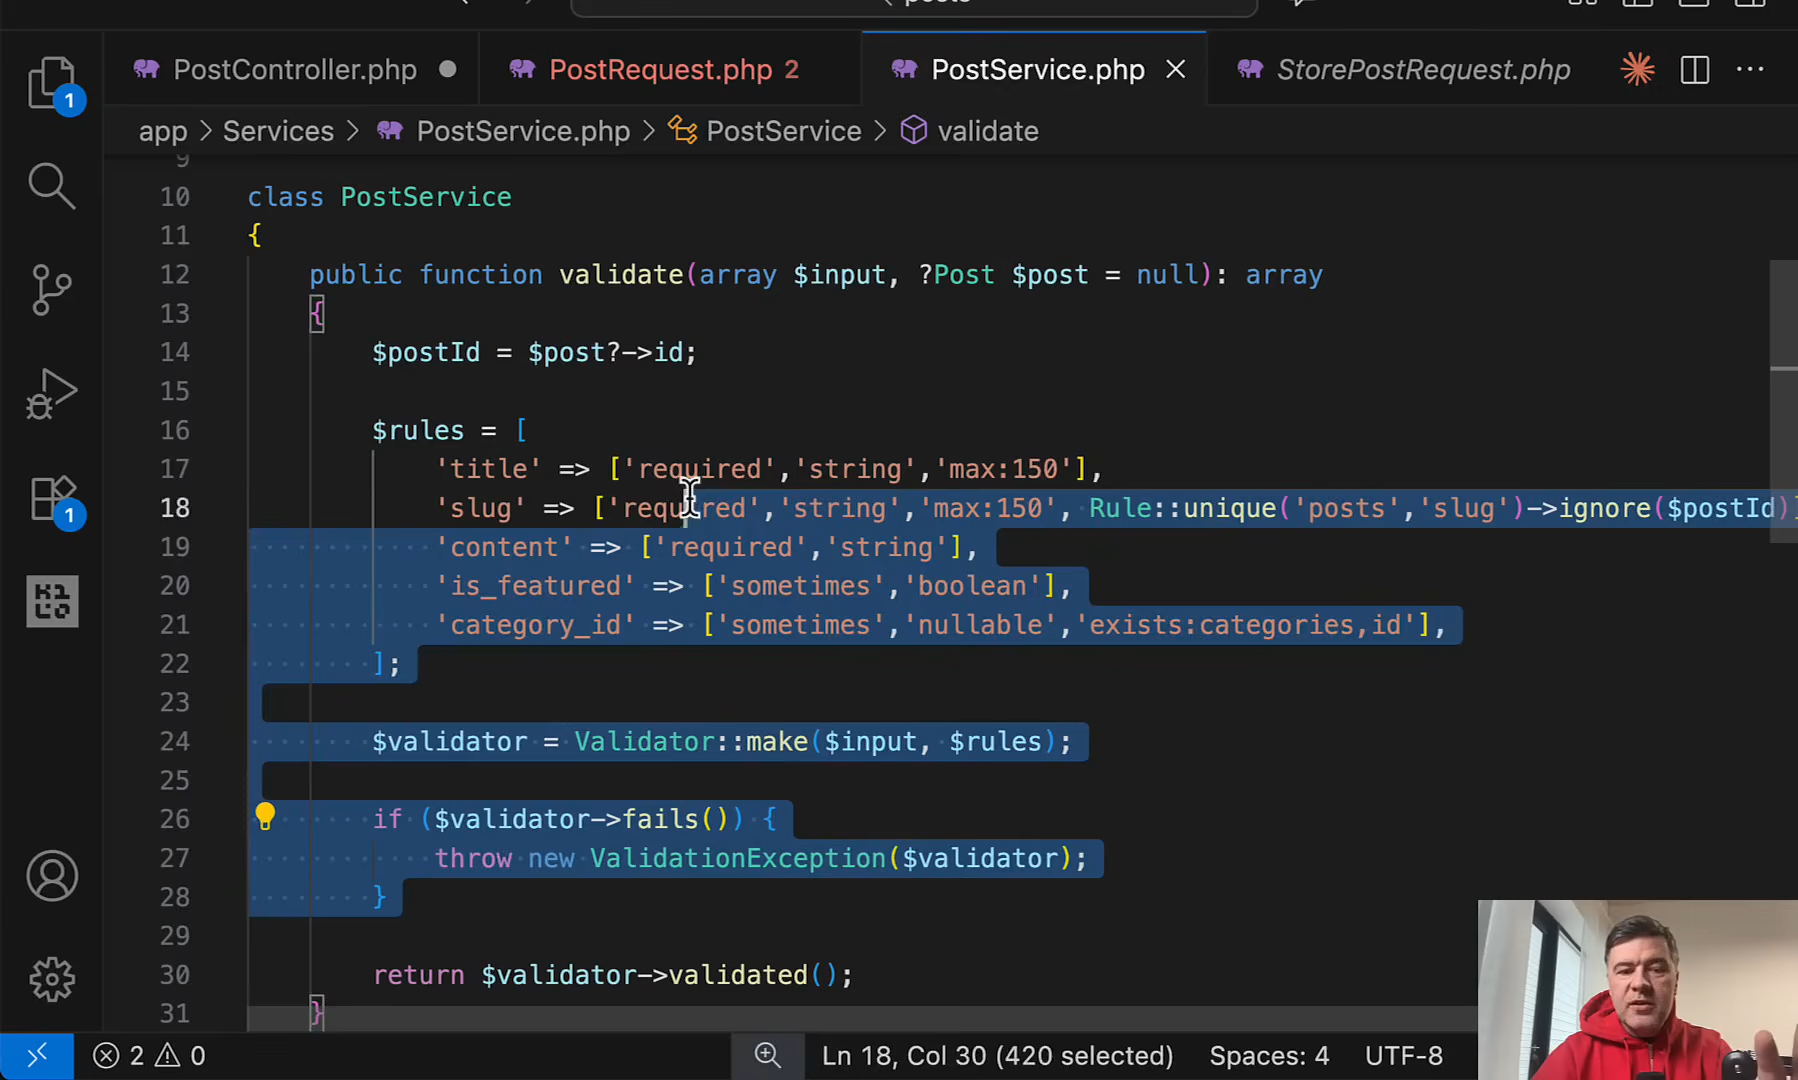 PostController.php
PostRequest.php 2
PostService.php
StorePostRequest.php
1
app > Services > PostService.php > PostService > validate
9
10 class PostService
11 {
12 public function validate(array $input, ?Post $post = null): array
13 {
14 $postId = $post?->id;
15
16 $rules = [
17 'title' => ['required','string','max:150'],
18 'slug' => ['required','string','max:150', Rule::unique('posts','slug')->ignore($postId)]
19 'content' => ['required','string'],
20 'is_featured' => ['sometimes','boolean'],
21 'category_id' => ['sometimes','nullable','exists:categories,id'],
22 ];
23
24 $validator = Validator::make($input, $rules);
25
26 if ($validator->fails()) {
27 throw new ValidationException($validator);
28 }
29
30 return $validator->validated();
31 }
1
2 0
Ln 18, Col 30 (420 selected)
Spaces: 4
UTF-8